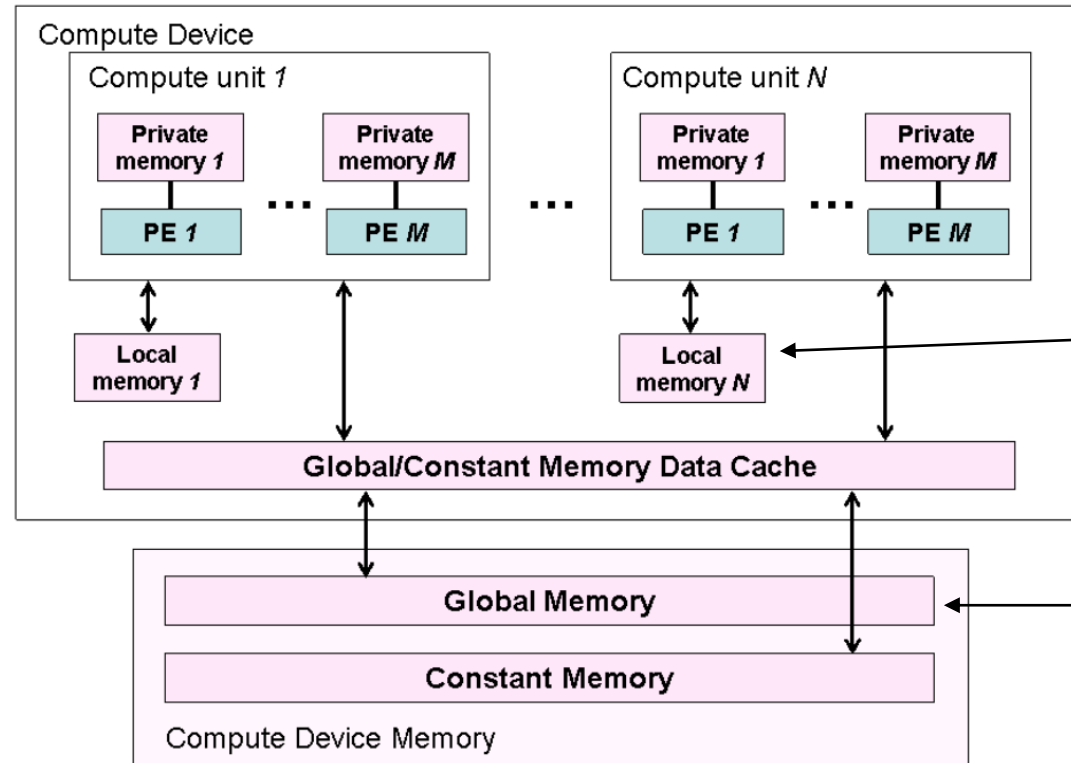 Compute Device
Compute unit 1
Compute unit N
Private
memory 1
Private
memory M
Private
memory 1
Private
memory M
...
...
...
PE 1
PE M
PE 1
PE M
Local
memory 1
Local
memory N
Global/Constant Memory Data Cache
Global Memory
Constant Memory
Compute Device Memory